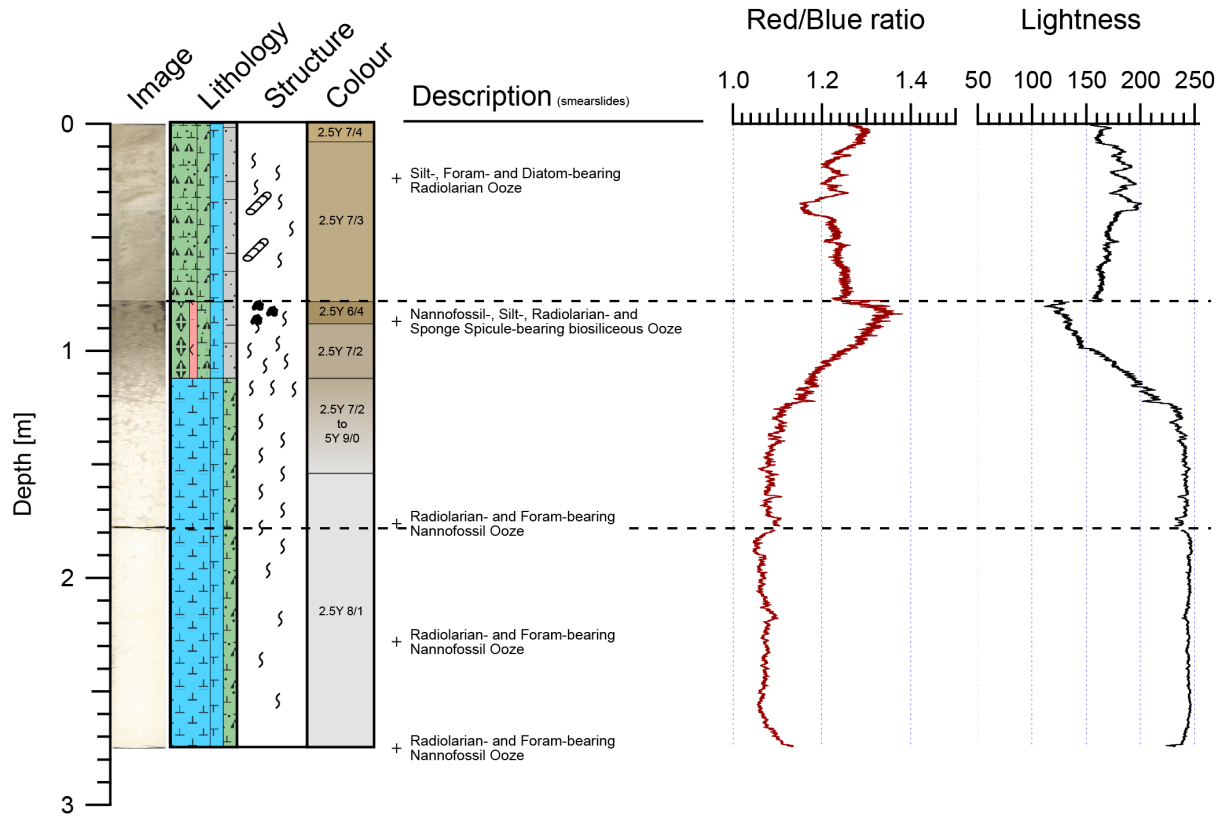 Image
Lithology
Structure
Colour
Description (smearslides)
Red/Blue ratio
Lightness
1.0 1.2 1.4
50 100 150 200 250
Depth [m]
0
1
2
3
2.5Y 7/4
2.5Y 7/3
2.5Y 6/4
2.5Y 7/2
2.5Y 7/2
to
5Y 9/0
2.5Y 8/1
+ Silt-, Foram- and Diatom-bearing
Radiolarian Ooze
+ Nannofossil-, Silt-, Radiolarian- and
Sponge Spicule-bearing biosiliceous Ooze
+ Radiolarian- and Foram-bearing
Nannofossil Ooze
+ Radiolarian- and Foram-bearing
Nannofossil Ooze
+ Radiolarian- and Foram-bearing
Nannofossil Ooze